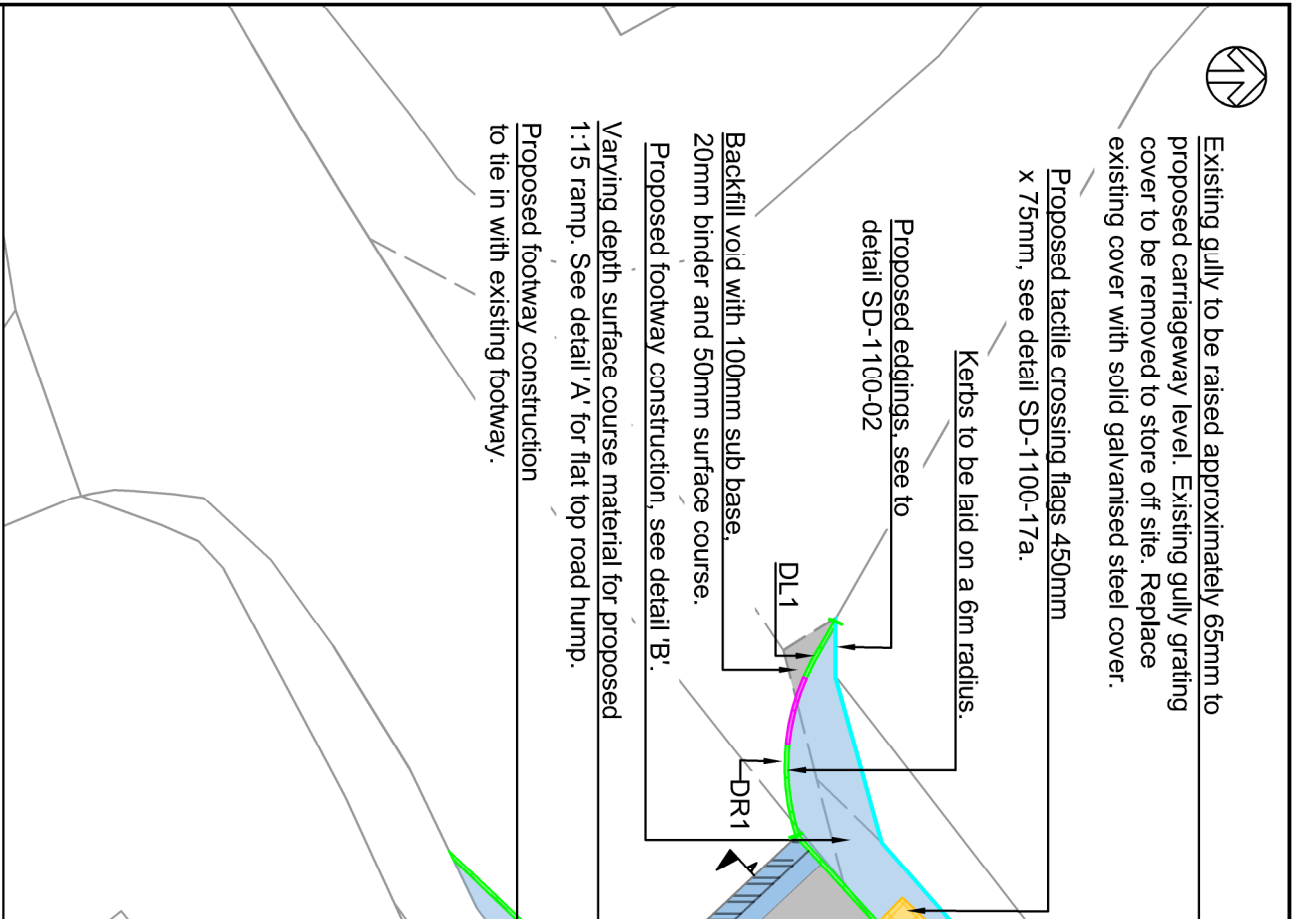 Existing gully to be raised approximately 65mm to
proposed carriageway level. Existing gully grating
cover to be removed to store off site. Replace
existing cover with solid galvanised steel cover.
Proposed tactile crossing flags 450mm
x 75mm, see detail SD-1100-17a.
Kerbs to be laid on a 6m radius.
Proposed edgings, see to
detail SD-1100-02
DL1
Backfill void with 100mm sub base,
20mm binder and 50mm surface course.
DR1
Proposed footway construction, see detail 'B'.
A
Varying depth surface course material for proposed
1:15 ramp. See detail 'A' for flat top road hump.
Proposed footway construction
to tie in with existing footway.